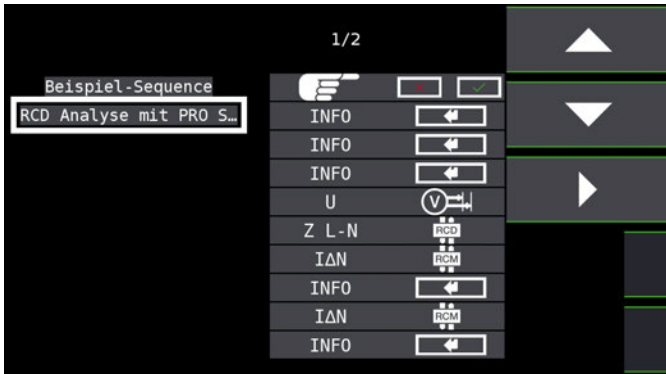 1/2
Beispiel-Sequence
RCD Analyse mit PRO S…
INFO
INFO
INFO
U V
Z L-N RCD
IΔN RCM
INFO
IΔN RCM
INFO